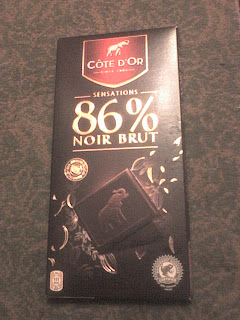 CÔTE D'OR
SENSATIONS
86%
NOIR BRUT